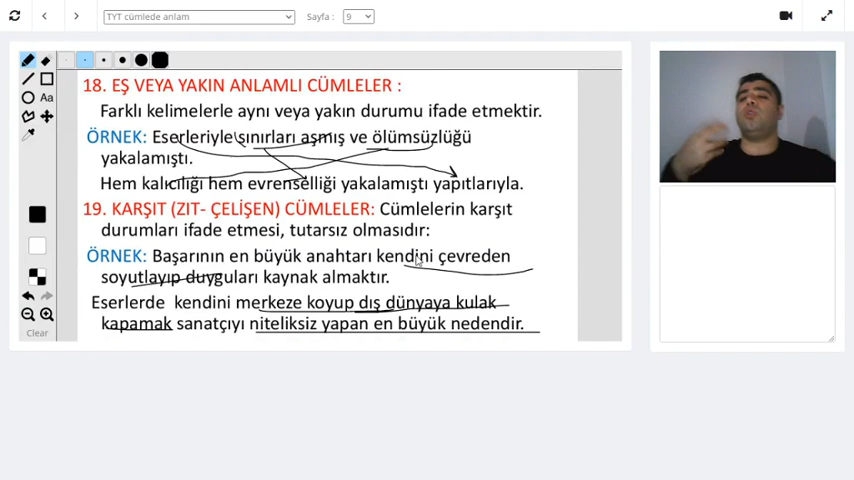 TYT cümlede anlam
Sayfa :
9
Aa
Clear
18. EŞ VEYA YAKIN ANLAMLI CÜMLELER :
Farklı kelimelerle aynı veya yakın durumu ifade etmektir.
ÖRNEK: Eserleriyle sınırları aşmış ve ölümsüzlüğü
yakalamıştı.
Hem kalıcılığı hem evrenselliği yakalamıştı yapıtlarıyla.
19. KARŞIT (ZIT- ÇELİŞEN) CÜMLELER: Cümlelerin karşıt
durumları ifade etmesi, tutarsız olmasıdır:
ÖRNEK: Başarının en büyük anahtarı kendini çevreden
soyutlayıp duyguları kaynak almaktır.
Eserlerde kendini merkeze koyup dış dünyaya kulak
kapamak sanatçıyı niteliksiz yapan en büyük nedendir.